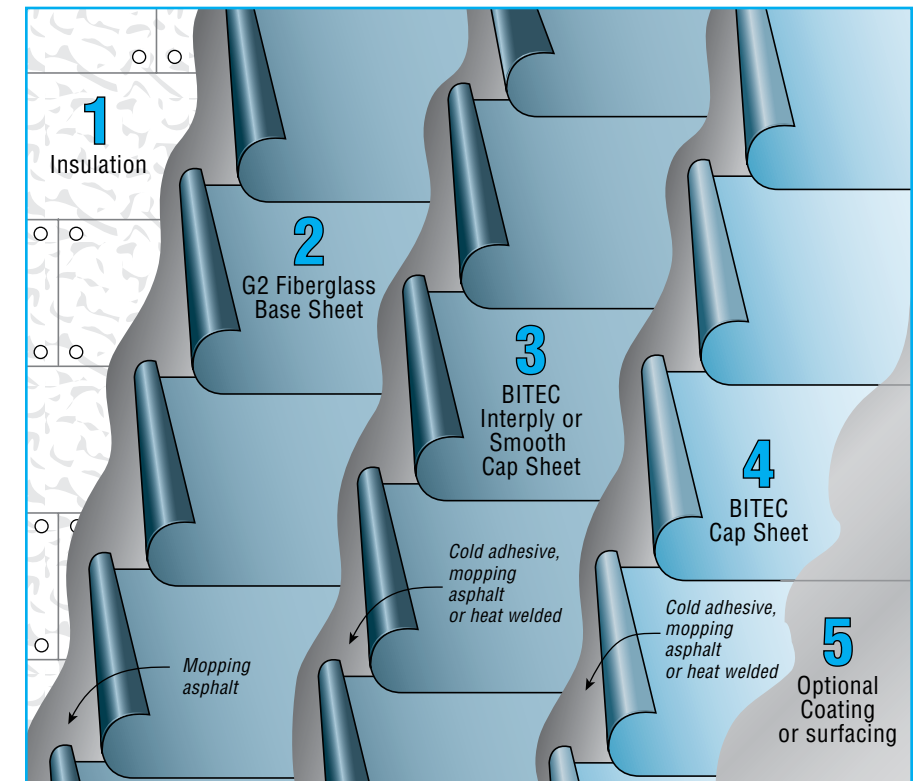 1
Insulation
2
G2 Fiberglass
Base Sheet
3
BITEC
Interply or
Smooth
Cap Sheet
4
BITEC
Cap Sheet
Cold adhesive,
mopping
asphalt
or heat welded
Cold adhesive,
mopping
asphalt
or heat welded
Mopping
asphalt
5
Optional
Coating
or surfacing